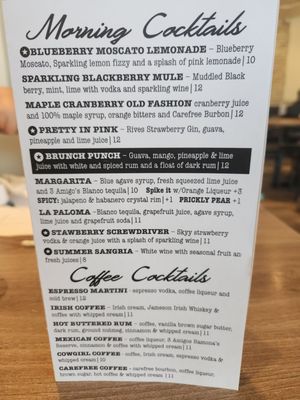 Morning Cocktails
BLUEBERRY MOSCATO LEMONADE - Blueberry
Moscato, Sparkling lemon fizzy and a splash of pink lemonade|10
SPARKLING BLACKBERRY MULE - Muddled Black
berry, mint, lime with vodka and sparkling wine|12
MAPLE CRANBERRY OLD FASHION cranberry juice
and 100% maple syrup, orange bitters and Carefree Burbon|12
PRETTY IN PINK - Rives Strawberry Gin, guava,
pineapple and lime juice|12
BRUNCH PUNCH - Guava, mango, pineapple & lime
juice with white and spiced rum and a float of dark rum|12
MARGARITA - Blue agave syrup, fresh squeezed lime juice
and 3 Amigo's Blanco tequila|10 Spike it w/Orange Liqueur +3
SPICY: jalapeno & habanero crystal rim|+1 PRICKLY PEAR +1
LA PALOMA - Blanco tequila, grapefruit juice, agave syrup,
lime juice and grapefruit soda|11
STAWBERRY SCREWDRIVER - Skyy strawberry
vodka & orange juice with a splash of sparkling wine|11
SUMMER SANGRIA - White wine with seasonal fruit an
fresh juices|8
Coffee Cocktails
ESPRESSO MARTINI - espresso vodka, coffee liqueur and
cold brew|12
IRISH COFFEE - Irish cream, Jameson Irish Whiskey &
coffee with whipped cream|11
HOT BUTTERED RUM - coffee, vanilla brown sugar butter,
dark rum, ground nutmeg, cinnamon & whipped cream|11
MEXICAN COFFEE - coffee liqueur, 3 Amigos Ramona's
Reserve, cinnamon & coffee with whipped cream|11
COWGIRL COFFEE - coffee, Irish cream, espresso vodka &
whipped cream|10
CAREFREE COFFEE - carefree bourbon, coffee liqueur,
brown sugar, hot coffee & whipped cream|11